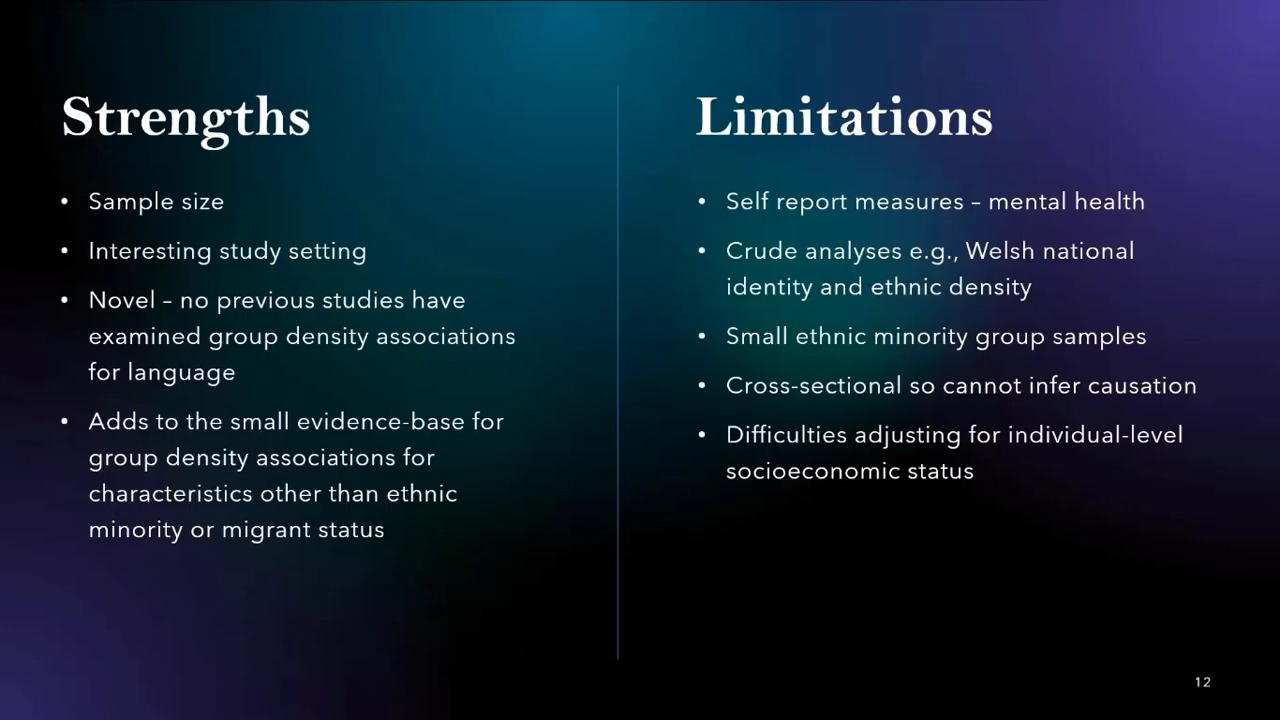 Strengths
• Sample size
• Interesting study setting
• Novel – no previous studies have
examined group density associations
for language
• Adds to the small evidence-base for
group density associations for
characteristics other than ethnic
minority or migrant status
Limitations
• Self report measures – mental health
• Crude analyses e.g., Welsh national
identity and ethnic density
• Small ethnic minority group samples
• Cross-sectional so cannot infer causation
• Difficulties adjusting for individual-level
socioeconomic status
12